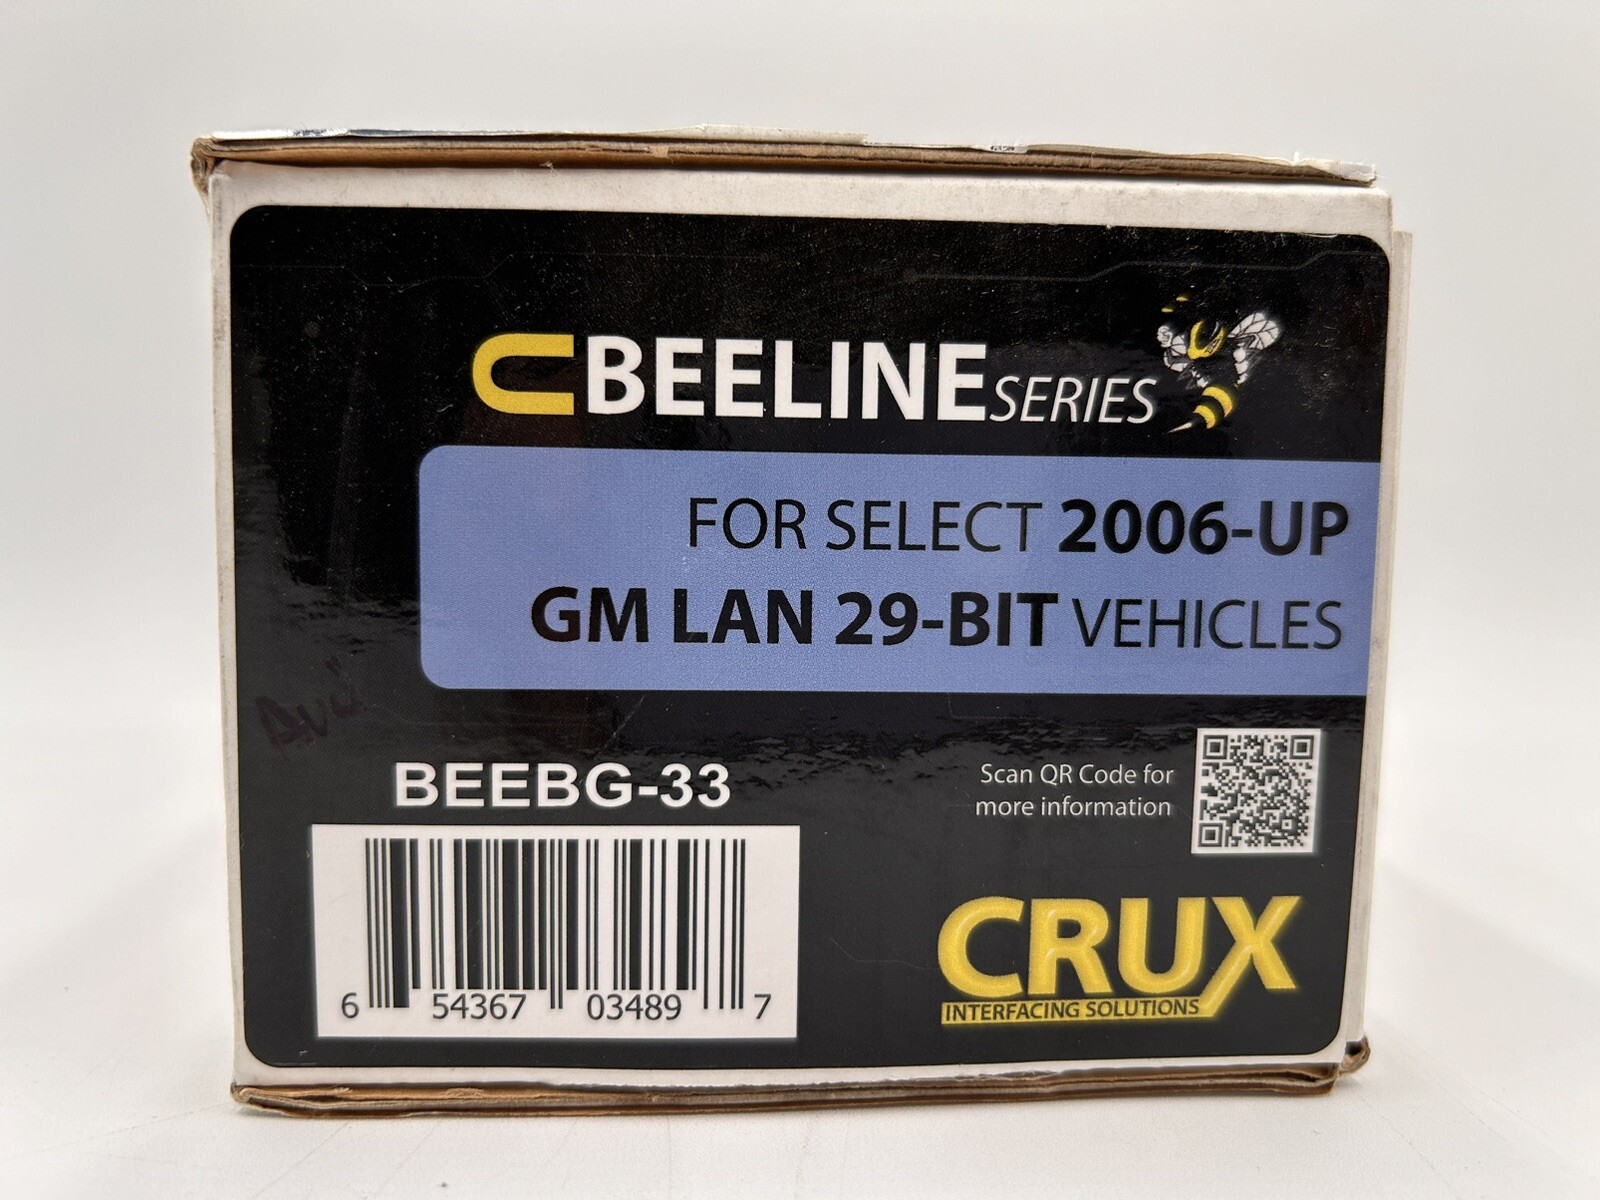 BEELINE SERIES
FOR SELECT 2006-UP
GM LAN 29-BIT VEHICLES
BEEBG-33
Scan QR Code for
more information
6 54367 03489 7
CRUX
INTERFACING SOLUTIONS